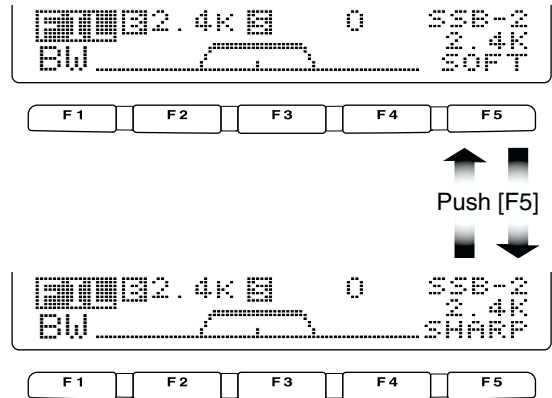 FIL 3 2.4K S 0 SSB-2
2.4K
BW SOFT
F1 F2 F3 F4 F5
Push [F5]
FIL 3 2.4K S 0 SSB-2
2.4K
BW SHARP
F1 F2 F3 F4 F5